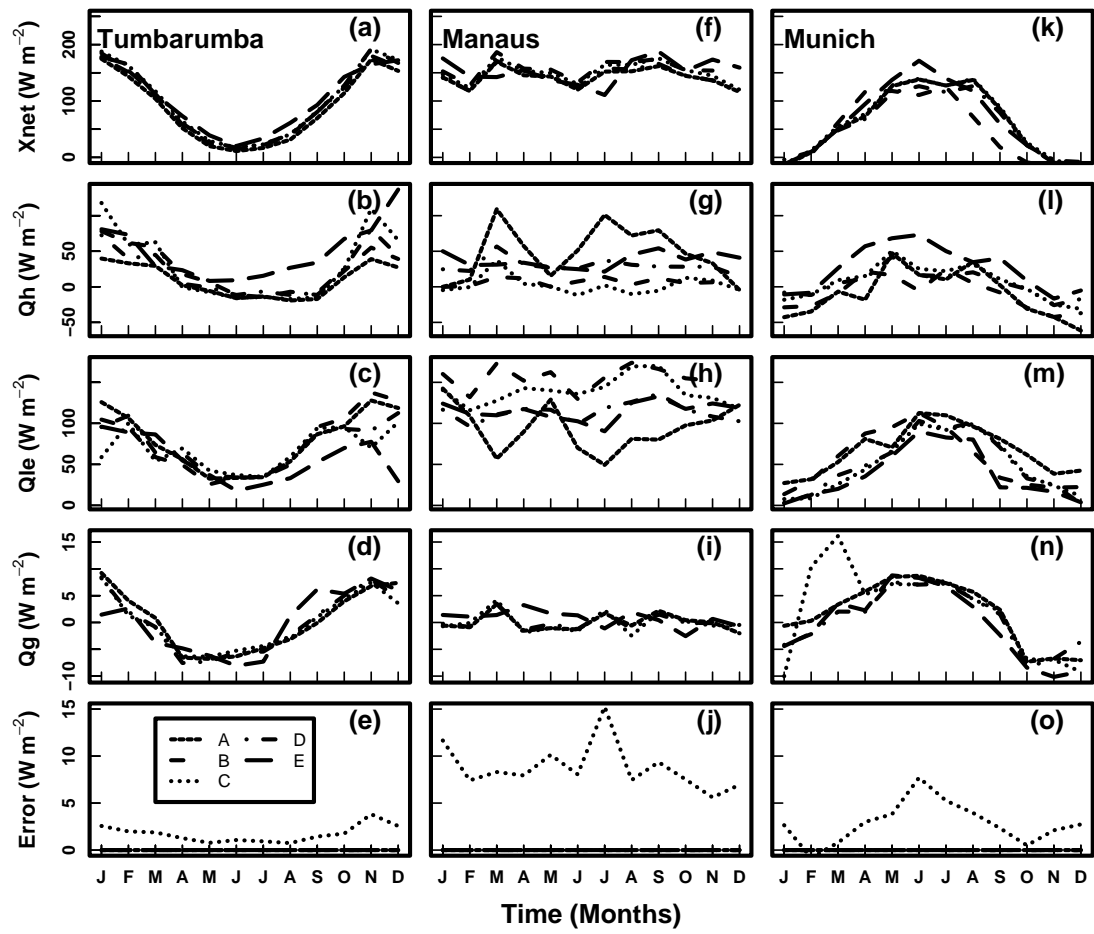 Xnet (W m−2)
0 100 200
Tumbarumba
(a)
Manaus
(f)
Munich
(k)
Qh (W m−2)
−50 0 50
(b)
(g)
(l)
Qle (W m−2)
0 50 100
(c)
(h)
(m)
Qg (W m−2)
−10 0 5 15
(d)
(i)
(n)
Error (W m−2)
0 5 10 15
(e)
A D
B E
C
(j)
(o)
J F M A M J J A S O N D
J F M A M J J A S O N D
J F M A M J J A S O N D
Time (Months)